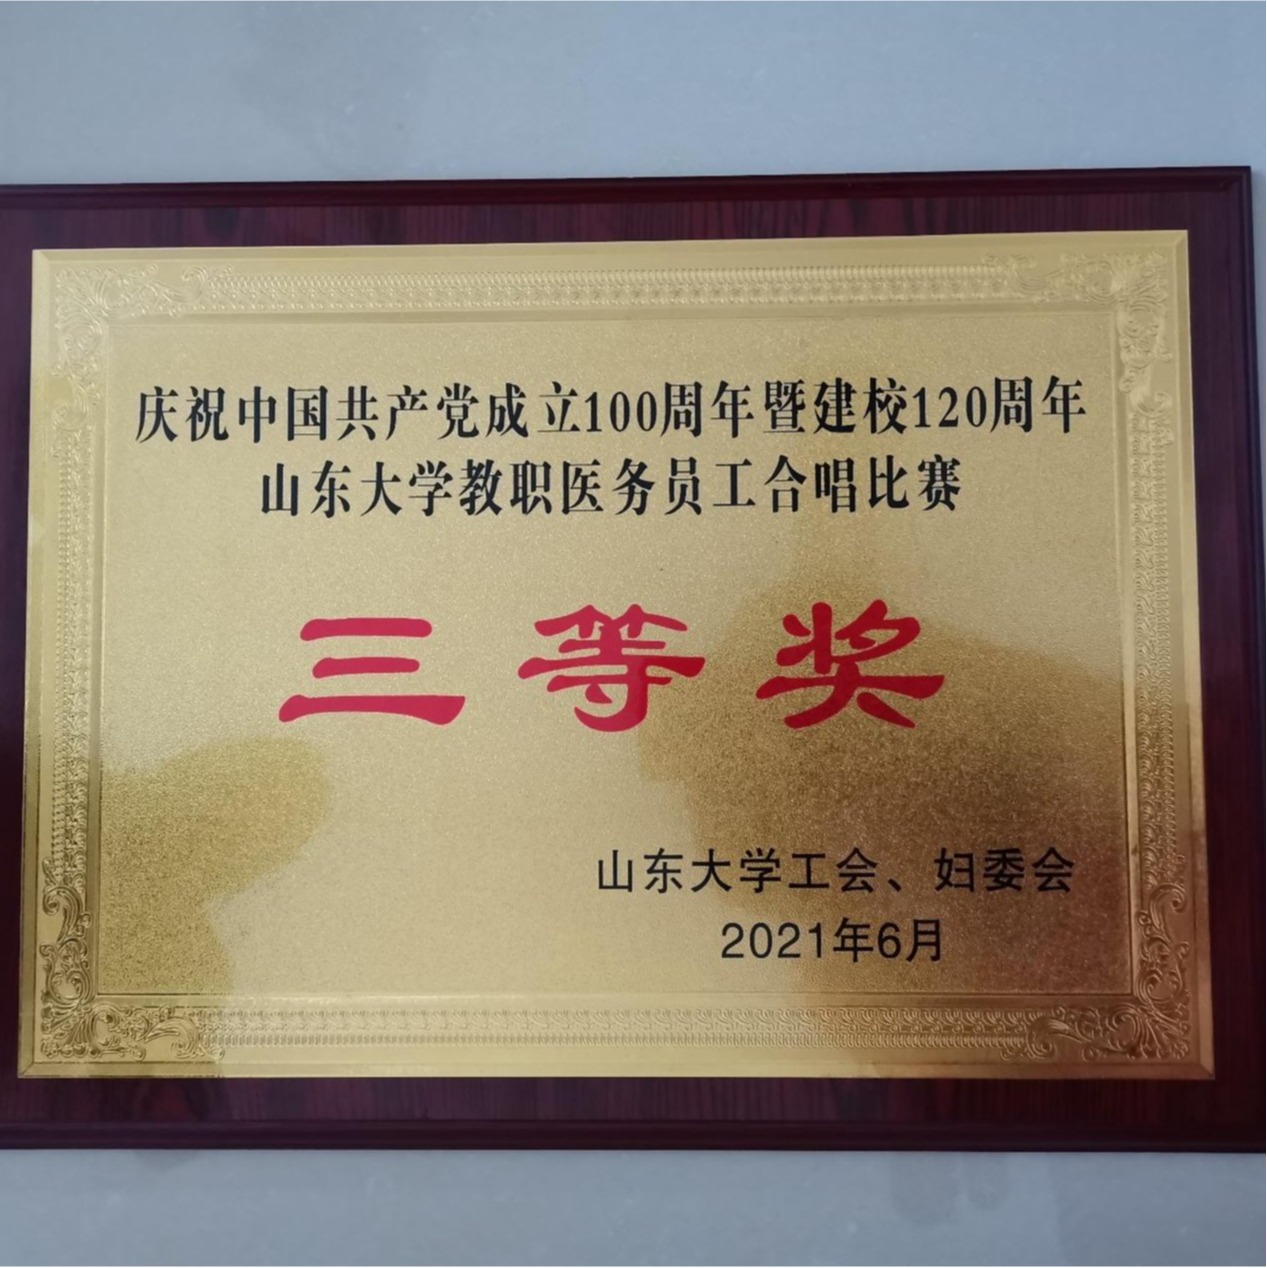 庆祝中国共产党成立100周年暨建校120周年
山东大学教职医务员工合唱比赛
三等奖
山东大学工会、妇委会
2021年6月